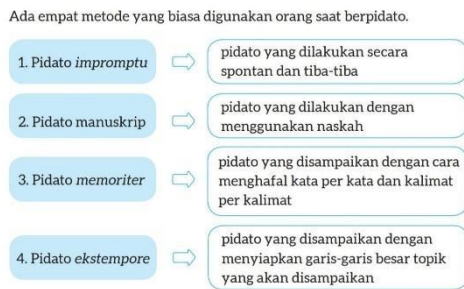 Ada empat metode yang biasa digunakan orang saat berpidato.
1. Pidato impromptu
pidato yang dilakukan secara
spontan dan tiba-tiba
2. Pidato manuskrip
pidato yang dilakukan dengan
menggunakan naskah
3. Pidato memoriter
pidato yang disampaikan dengan cara
menghafal kata per kata dan kalimat
per kalimat
4. Pidato ekstempore
pidato yang disampaikan dengan
menyiapkan garis-garis besar topik
yang akan disampaikan